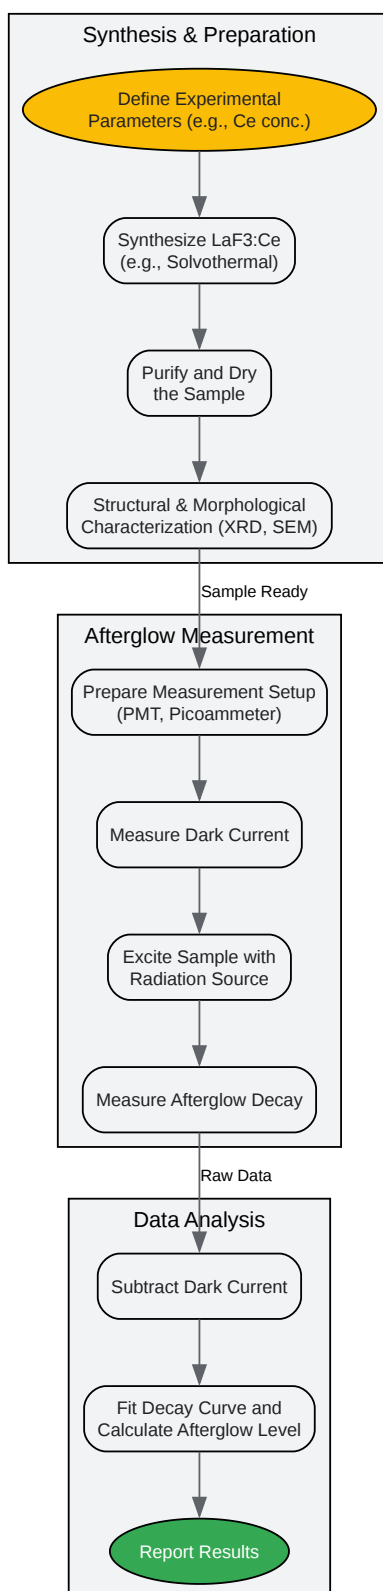 Synthesis & Preparation
Define Experimental
Parameters (e.g., Ce conc.)
Synthesize LaF3:Ce
(e.g., Solvothermal)
Purify and Dry
the Sample
Structural & Morphological
Characterization (XRD, SEM)
Sample Ready
Afterglow Measurement
Prepare Measurement Setup
(PMT, Picoammeter)
Measure Dark Current
Excite Sample with
Radiation Source
Measure Afterglow Decay
Raw Data
Data Analysis
Subtract Dark Current
Fit Decay Curve and
Calculate Afterglow Level
Report Results